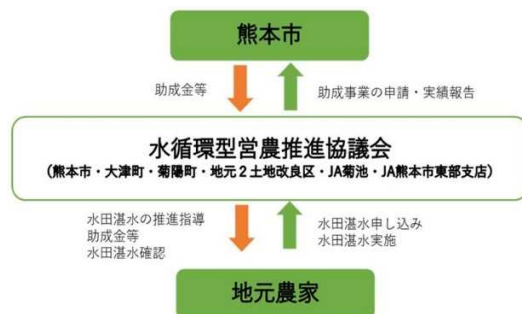 熊本市
助成金等
助成事業の申請・実績報告
水循環型営農推進協議会
(熊本市・大津町・菊陽町・地元２土地改良区・JA菊池・JA熊本市東部支店)
水田湛水の推進指導
助成金等
水田湛水確認
水田湛水申し込み
水田湛水実施
地元農家